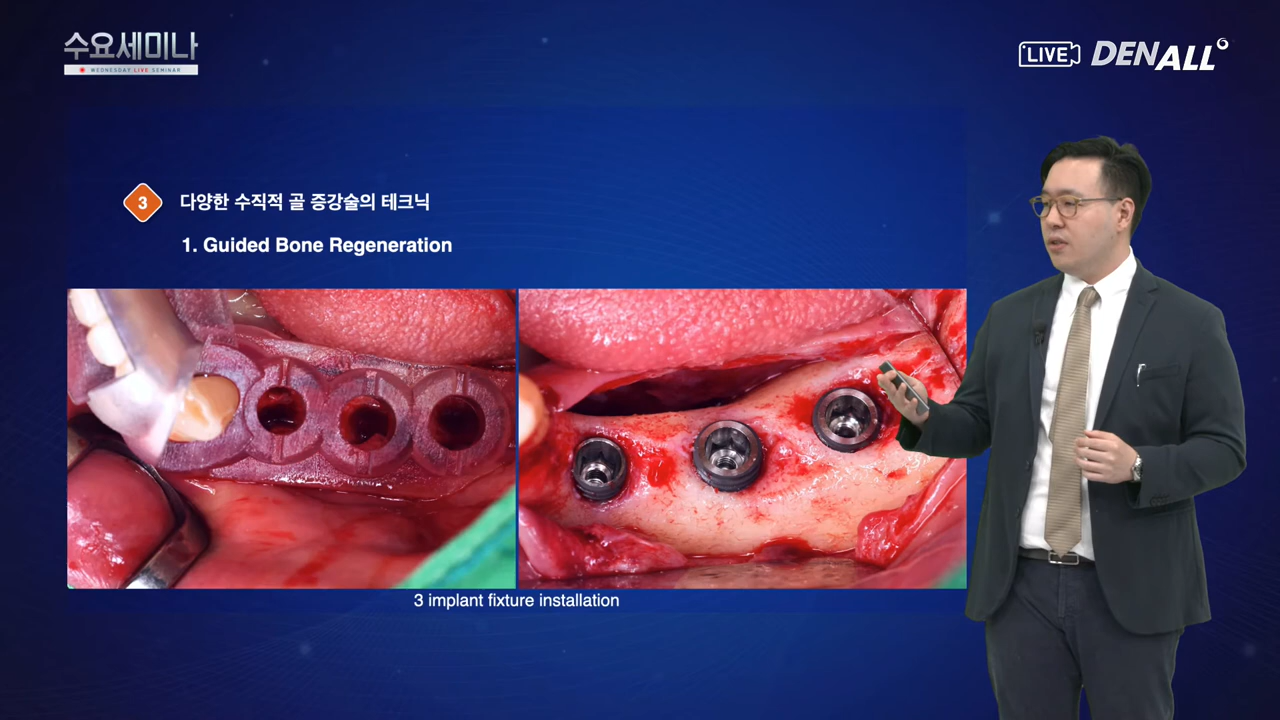 수요세미나
WEDNESDAY LIVE SEMINAR
LIVE
DENALL
3
다양한 수직적 골 증강술의 테크닉
1. Guided Bone Regeneration
3 implant fixture installation